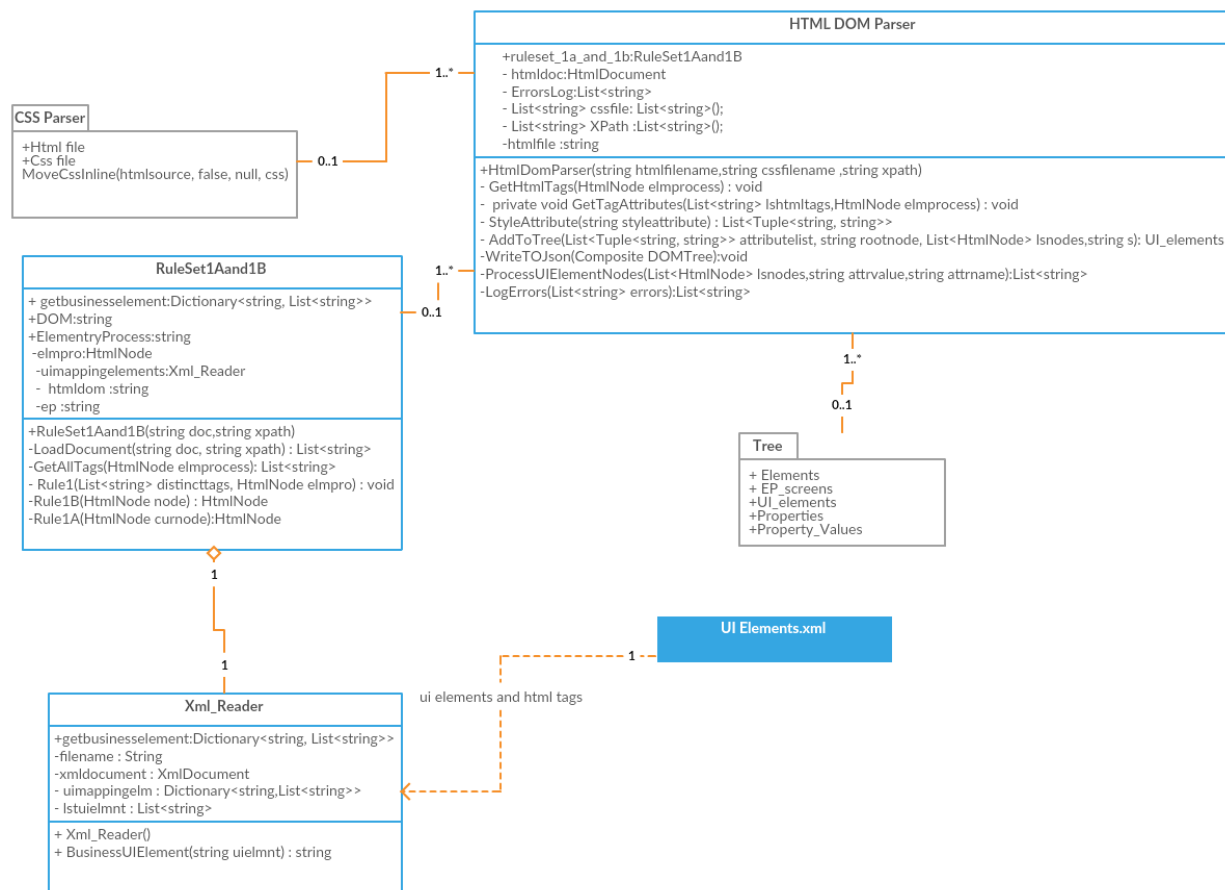 HTML DOM Parser
+ruleset_1a_and_1b:RuleSet1Aand1B
- htmldoc:HtmlDocument
- ErrorsLog:List<string>
- List<string> cssfile: List<string>();
- List<string> XPath :List<string>();
-htmlfile :string
+HtmlDomParser(string htmlfilename,string cssfilename ,string xpath)
- GetHtmlTags(HtmlNode elmprocess) : void
- private void GetTagAttributes(List<string> lshtmltags,HtmlNode elmprocess) : void
- StyleAttribute(string styleattribute) : List<Tuple<string, string>>
- AddToTree(List<Tuple<string, string>> attributelist, string rootnode, List<HtmlNode> lsnodes,string s): UI_elements
-WriteTOJson(Composite DOMTree):void
-ProcessUIElementNodes(List<HtmlNode> lsnodes,string attrvalue,string attrname):List<string>
-LogErrors(List<string> errors):List<string>
1..*
CSS Parser
+Html file
+Css file
MoveCssInline(htmlsource, false, null, css)
0..1
RuleSet1Aand1B
+ getbusinesselement:Dictionary<string, List<string>>
+DOM:string
+ElementryProcess:string
-elmpro:HtmlNode
-uimappingelements:Xml_Reader
- htmldom :string
-ep :string
+RuleSet1Aand1B(string doc,string xpath)
-LoadDocument(string doc, string xpath) : List<string>
-GetAllTags(HtmlNode elmprocess): List<string>
- Rule1(List<string> distincttags, HtmlNode elmpro) : void
-Rule1B(HtmlNode node) : HtmlNode
-Rule1A(HtmlNode curnode):HtmlNode
1..*
0..1
1..*
0..1
Tree
+ Elements
+ EP_screens
+UI_elements
+Properties
+Property_Values
1
1
UI Elements.xml
1
ui elements and html tags
Xml_Reader
+getbusinesselement:Dictionary<string, List<string>>
-filename : String
-xmldocument : XmlDocument
- uimappingelm : Dictionary<string,List<string>>
- lstuielmnt : List<string>
+ Xml_Reader()
+ BusinessUIElement(string uielmnt) : string